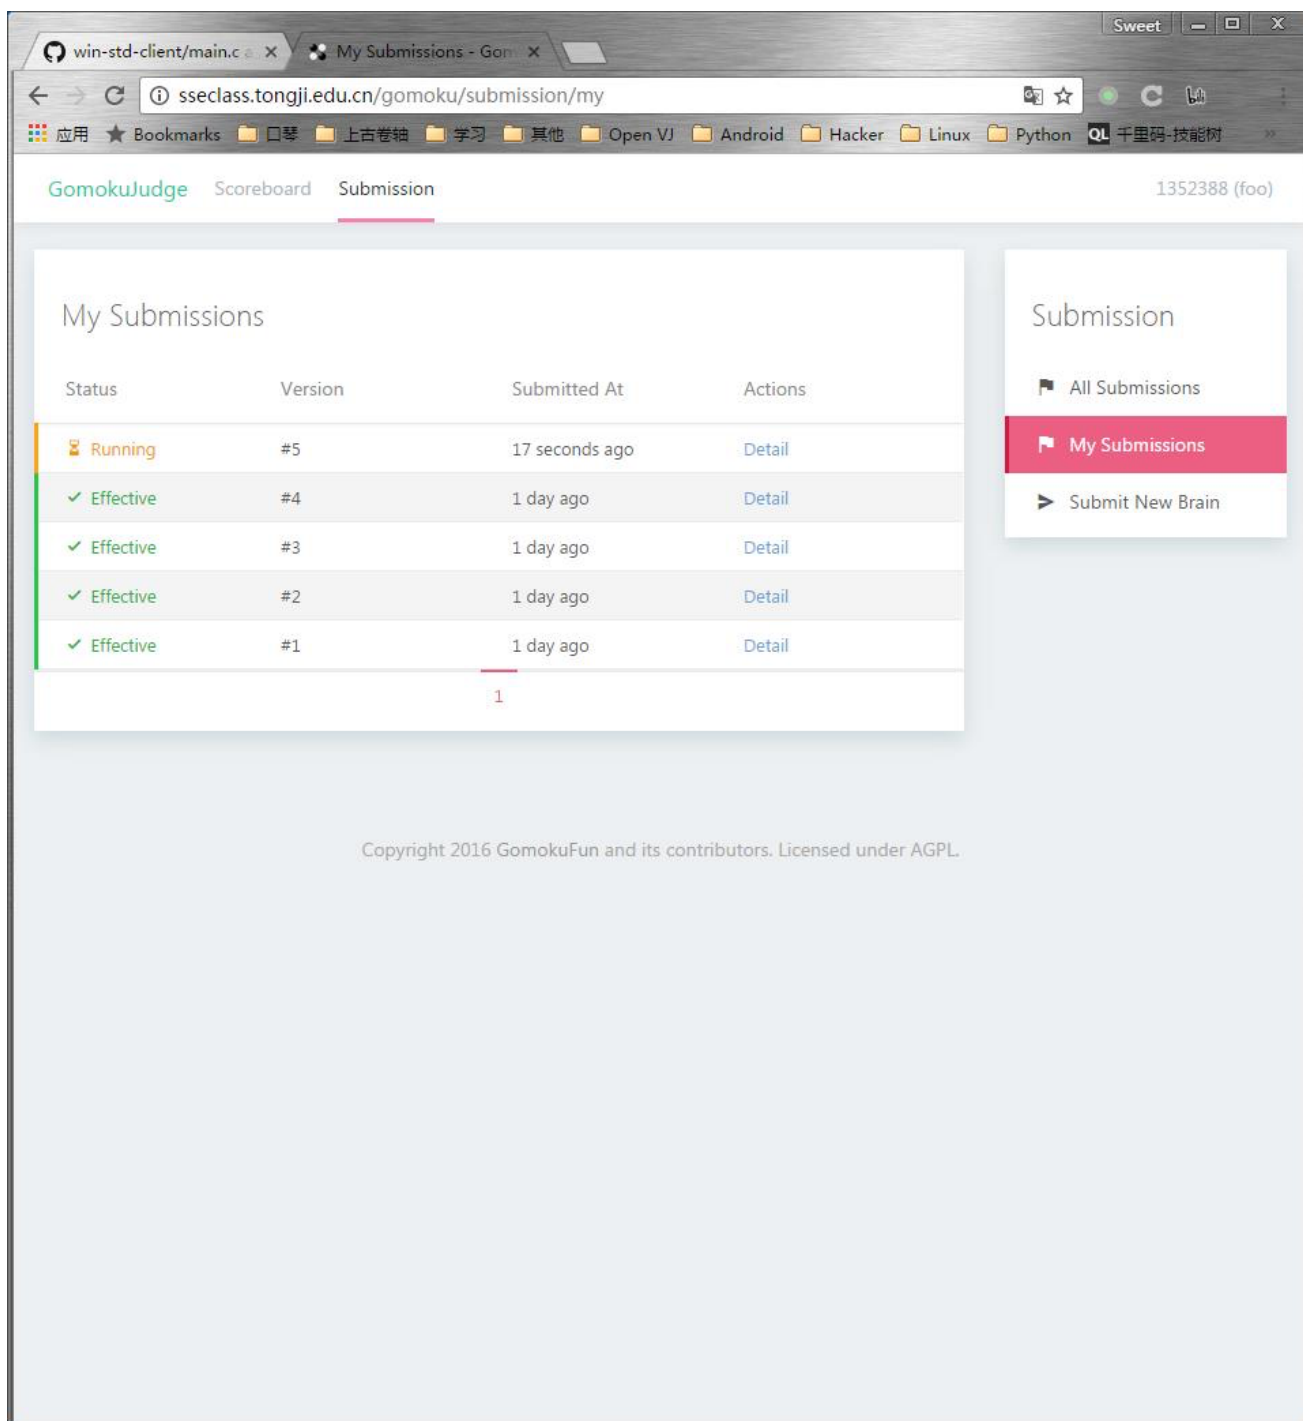 Sweet
win-std-client/main.c a
My Submissions - Gom
sseclass.tongji.edu.cn/gomoku/submission/my
应用 Bookmarks 口琴 上古卷轴 学习 其他 Open VJ Android Hacker Linux Python QL 千里码-技能树 »
GomokuJudge Scoreboard Submission 1352388 (foo)
My Submissions
Status Version Submitted At Actions
Running #5 17 seconds ago Detail
Effective #4 1 day ago Detail
Effective #3 1 day ago Detail
Effective #2 1 day ago Detail
Effective #1 1 day ago Detail
1
Submission
All Submissions
My Submissions
Submit New Brain
Copyright 2016 GomokuFun and its contributors. Licensed under AGPL.